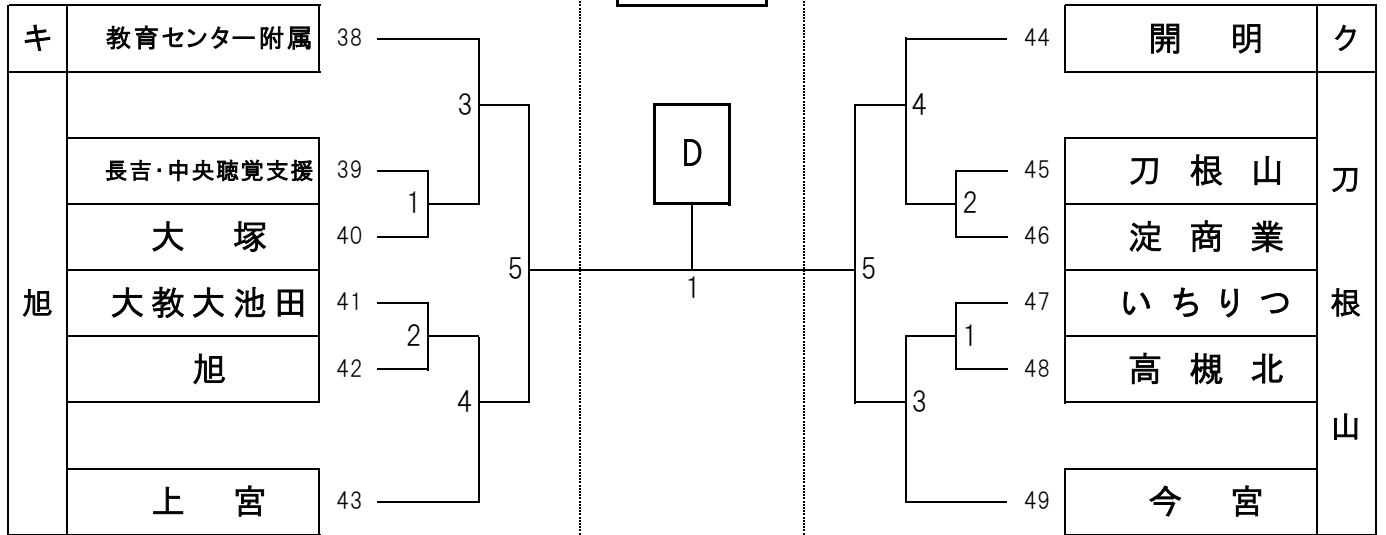 キ 教育センター附属 38 44 開 明 ク
3 4
D
長吉・中央聴覚支援 39 45 刀 根 山 刀
1 2
大 塚 40 46 淀 商 業
5 5
1
旭 大教大池田 41 47 いちりつ 根
2 1
旭 42 48 高 槻 北
4 3
山
上 宮 43 49 今 宮